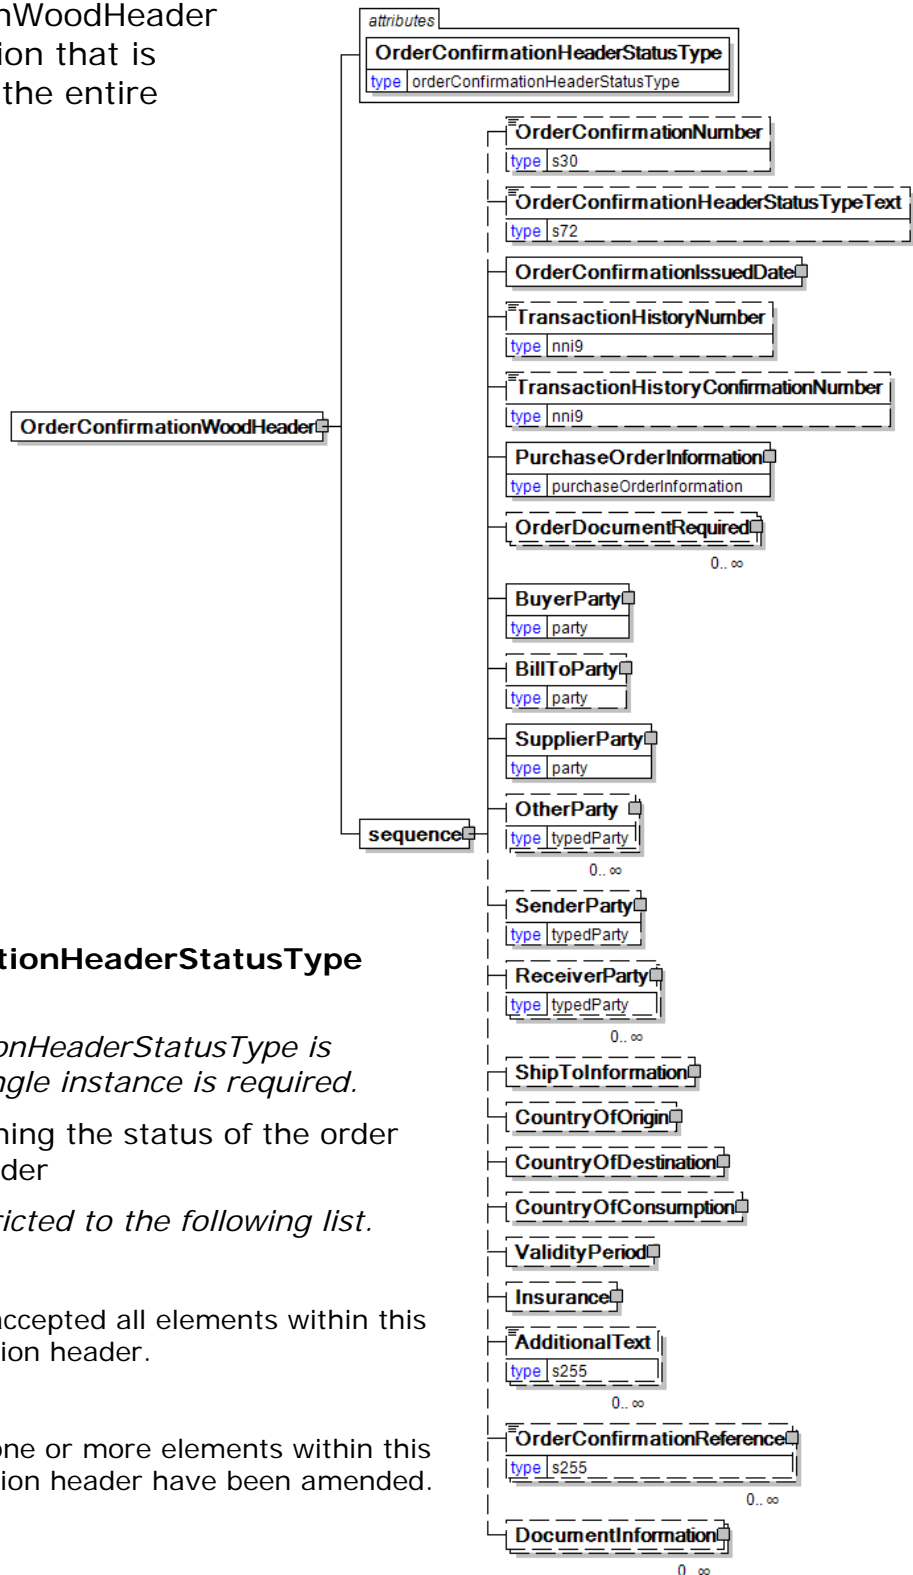 nWoodHeader
ion that is
the entire
attributes
OrderConfirmationHeaderStatusType
type orderConfirmationHeaderStatusType
OrderConfirmationNumber
type s30
OrderConfirmationHeaderStatusTypeText
type s72
OrderConfirmationIssuedDate
TransactionHistoryNumber
type nni9
TransactionHistoryConfirmationNumber
type nni9
OrderConfirmationWoodHeader
PurchaseOrderInformation
type purchaseOrderInformation
OrderDocumentRequired
0.. ∞
BuyerParty
type party
BillToParty
type party
SupplierParty
type party
OtherParty
type typedParty
0.. ∞
sequence
SenderParty
type typedParty
ReceiverParty
type typedParty
0.. ∞
ShipToInformation
CountryOfOrigin
CountryOfDestination
CountryOfConsumption
ValidityPeriod
Insurance
AdditionalText
type s255
0.. ∞
OrderConfirmationReference
type s255
0.. ∞
DocumentInformation
0.. ∞
tionHeaderStatusType
onHeaderStatusType is
ngle instance is required.
ning the status of the order
der
ricted to the following list.
accepted all elements within this
ion header.
one or more elements within this
ion header have been amended.